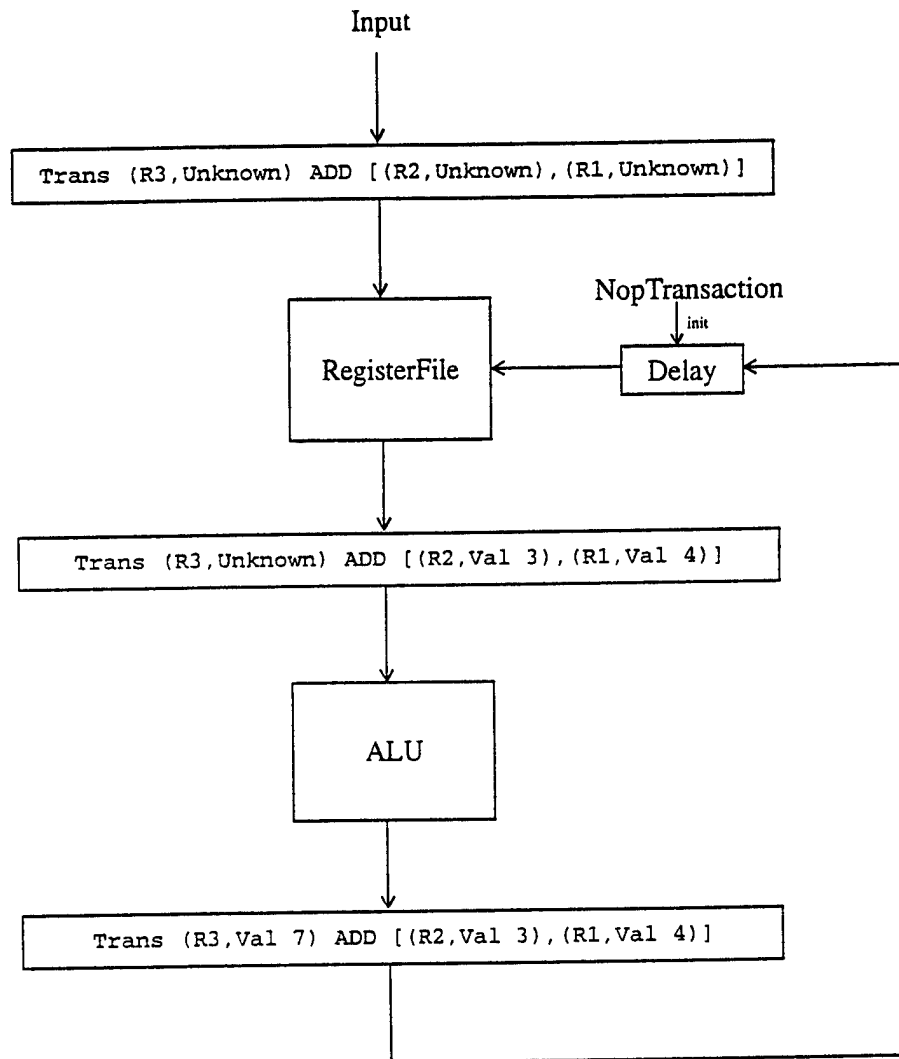 Input
Trans (R3,Unknown) ADD [(R2,Unknown),(R1,Unknown)]
NopTransaction
init
RegisterFile
Delay
Trans (R3,Unknown) ADD [(R2,Val 3),(R1,Val 4)]
ALU
Trans (R3,Val 7) ADD [(R2,Val 3),(R1,Val 4)]